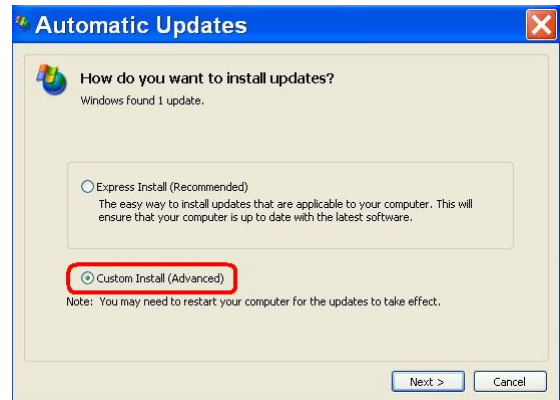 Automatic Updates
How do you want to install updates?
Windows found 1 update.
Express Install (Recommended)
The easy way to install updates that are applicable to your computer. This will
ensure that your computer is up to date with the latest software.
Custom Install (Advanced)
Note: You may need to restart your computer for the updates to take effect.
Next >
Cancel